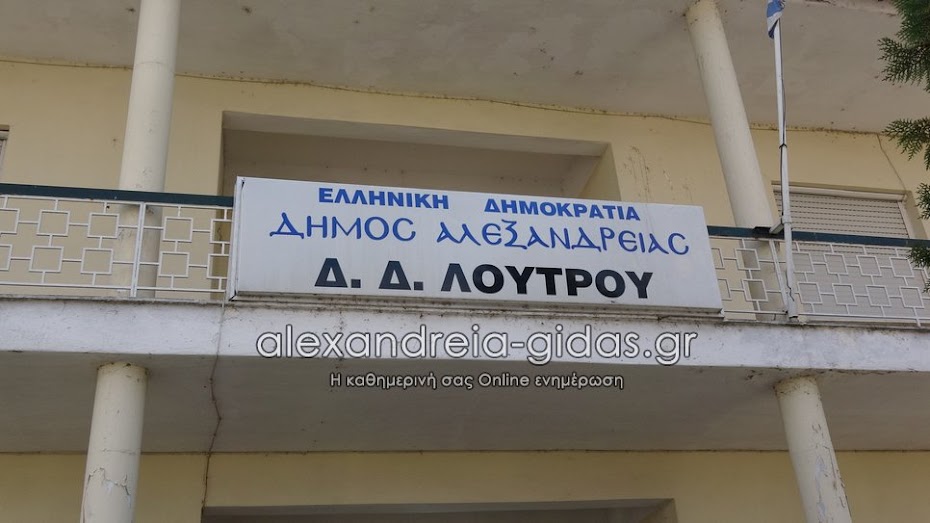 ΕΛΛΗΝΙΚΗ ΔΗΜΟΚΡΑΤΙΑ
ΔΗΜΟΣ ΑΛΕΞΑΝΔΡΕΙΑΣ
Δ. Δ. ΛΟΥΤΡΟΥ
alexandreia-gidas.gr
Η καθημερινή σας Online ενημέρωση